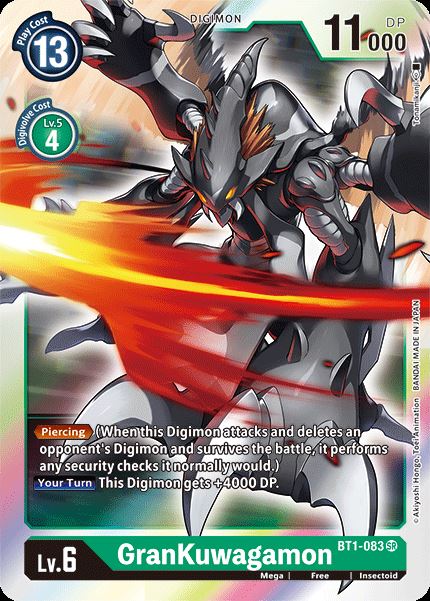 Play Cost
13
DIGIMON
11000
DP
Digivolve Cost
Lv.5
4
Tonamikanji
Piercing (When this Digimon attacks and deletes an
opponent's Digimon and survives the battle, it performs
any security checks it normally would.)
Your Turn This Digimon gets +4000 DP.
© Akiyoshi Hongo, Toei Animation ・ BANDAI MADE IN JAPAN
Lv.6
GranKuwagamon
BT1-083 SR
Mega | Free | Insectoid